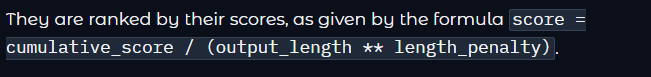 They are ranked by their scores, as given by the formula score =
cumulative_score / (output_length ** length_penalty).